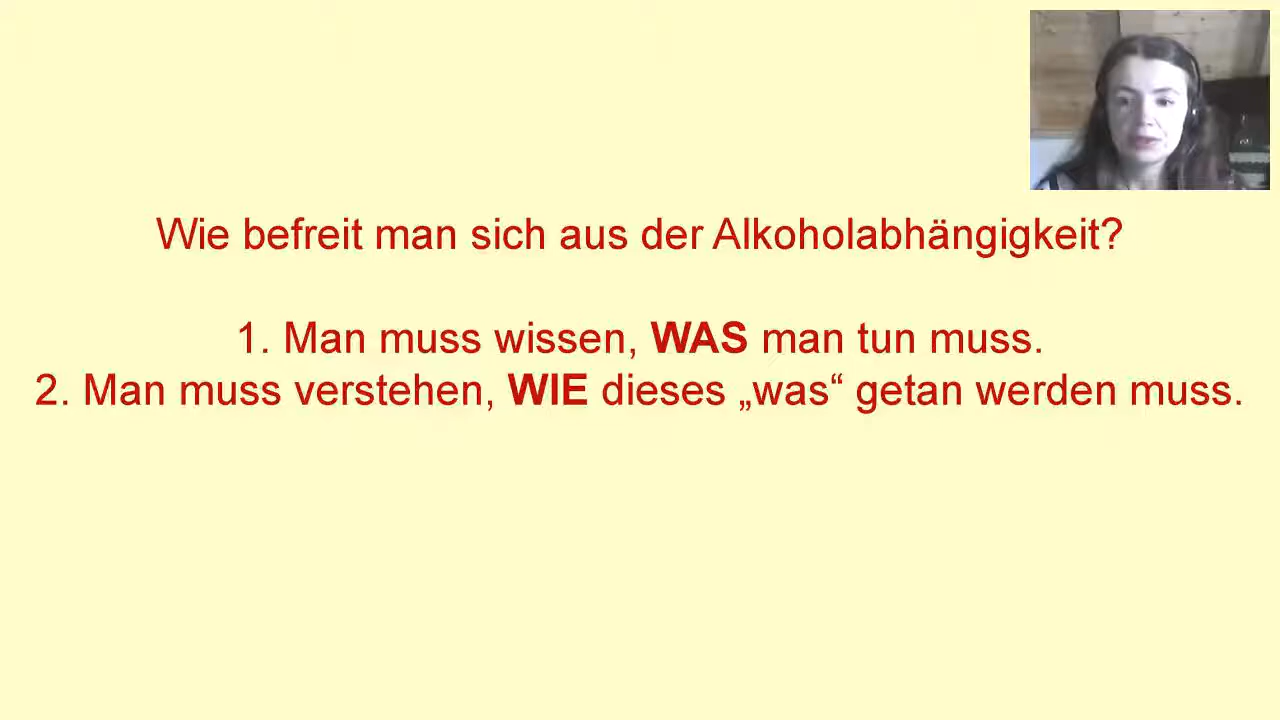 Wie befreit man sich aus der Alkoholabhängigkeit?
1. Man muss wissen, WAS man tun muss.
2. Man muss verstehen, WIE dieses „was“ getan werden muss.